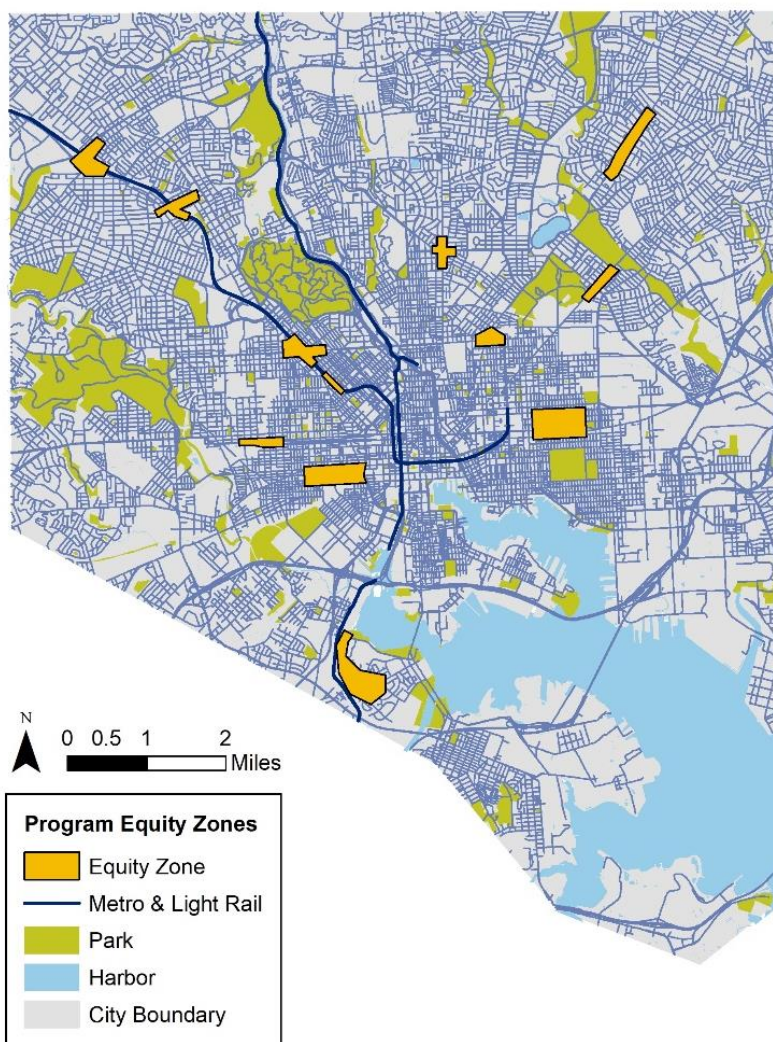 N
0 0.5 1 2
Miles
Program Equity Zones
Equity Zone
Metro & Light Rail
Park
Harbor
City Boundary